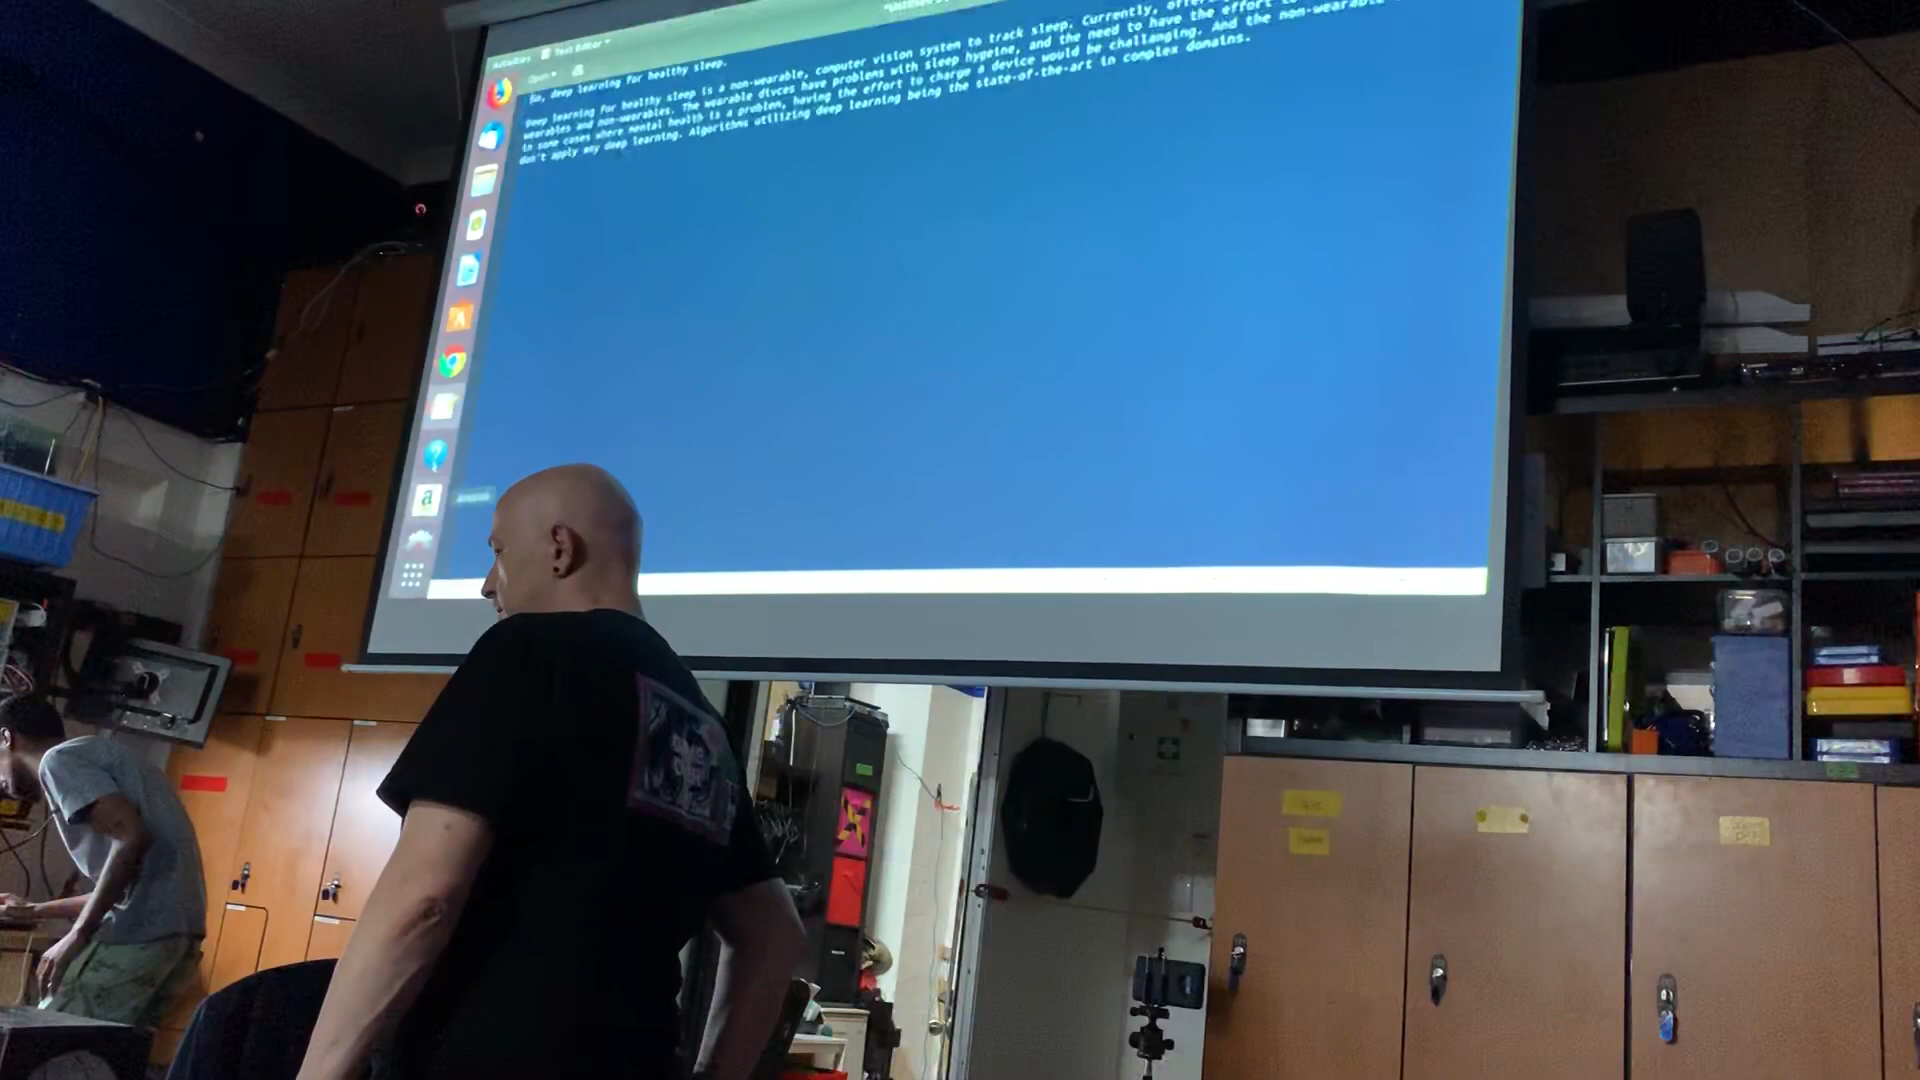 Activities Text Editor
Open
So, deep learning for healthy sleep.
Deep learning for healthy sleep is a non-wearable, computer vision system to track sleep. Currently,
wearables and non-wearables. The wearable divces have problems with sleep hygeine, and the need to have the effort
in some cases where mental health is a problem, having the effort to charge a device would be challanging. And the non-wearable
don't apply any deep learning. Algorithms utilizing deep learning being the state-of-the-art in complex domains.